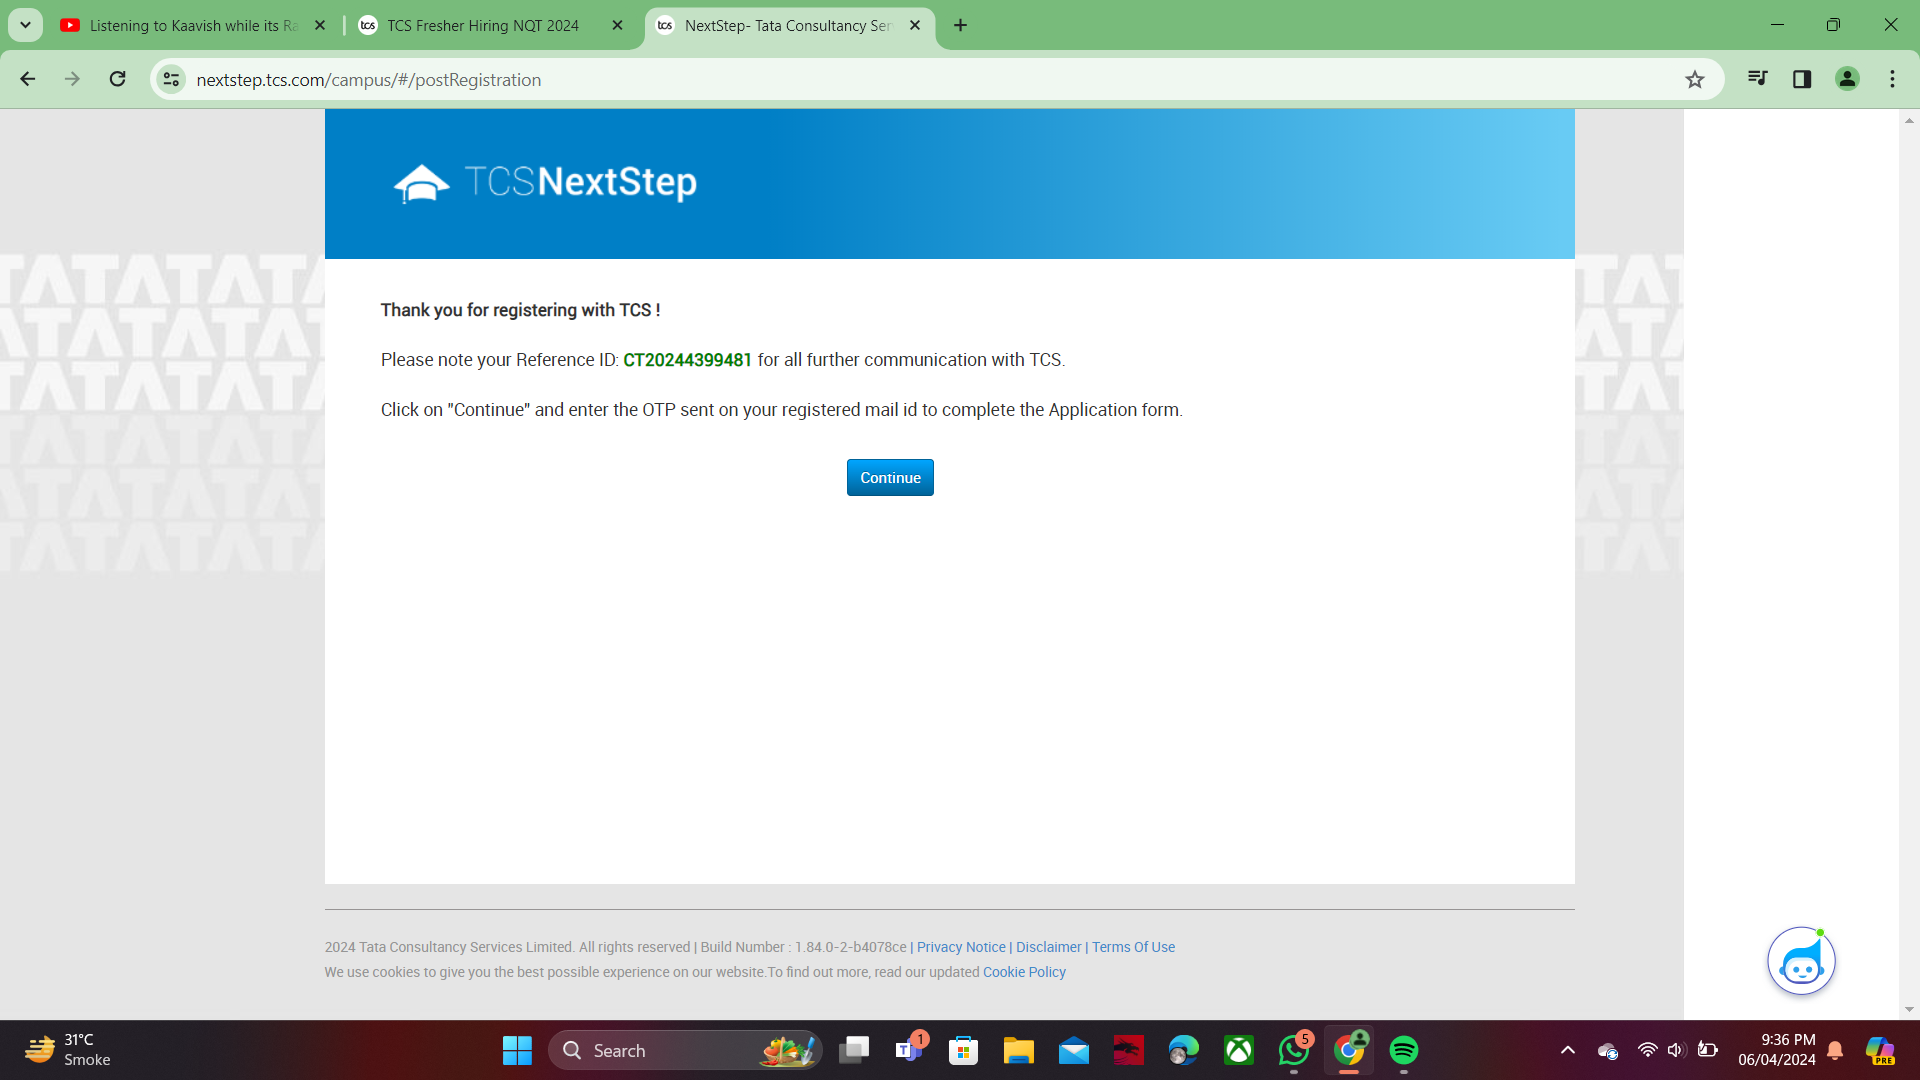 Listening to Kaavish while its Ra
TCS Fresher Hiring NQT 2024
NextStep- Tata Consultancy Ser
nextstep.tcs.com/campus/#/postRegistration
TCSNextStep
Thank you for registering with TCS !
Please note your Reference ID: CT20244399481 for all further communication with TCS.
Click on "Continue" and enter the OTP sent on your registered mail id to complete the Application form.
Continue
2024 Tata Consultancy Services Limited. All rights reserved | Build Number : 1.84.0-2-b4078ce | Privacy Notice | Disclaimer | Terms Of Use
We use cookies to give you the best possible experience on our website.To find out more, read our updated Cookie Policy
31°C
Smoke
Search
1
5
9:36 PM
06/04/2024
PRE